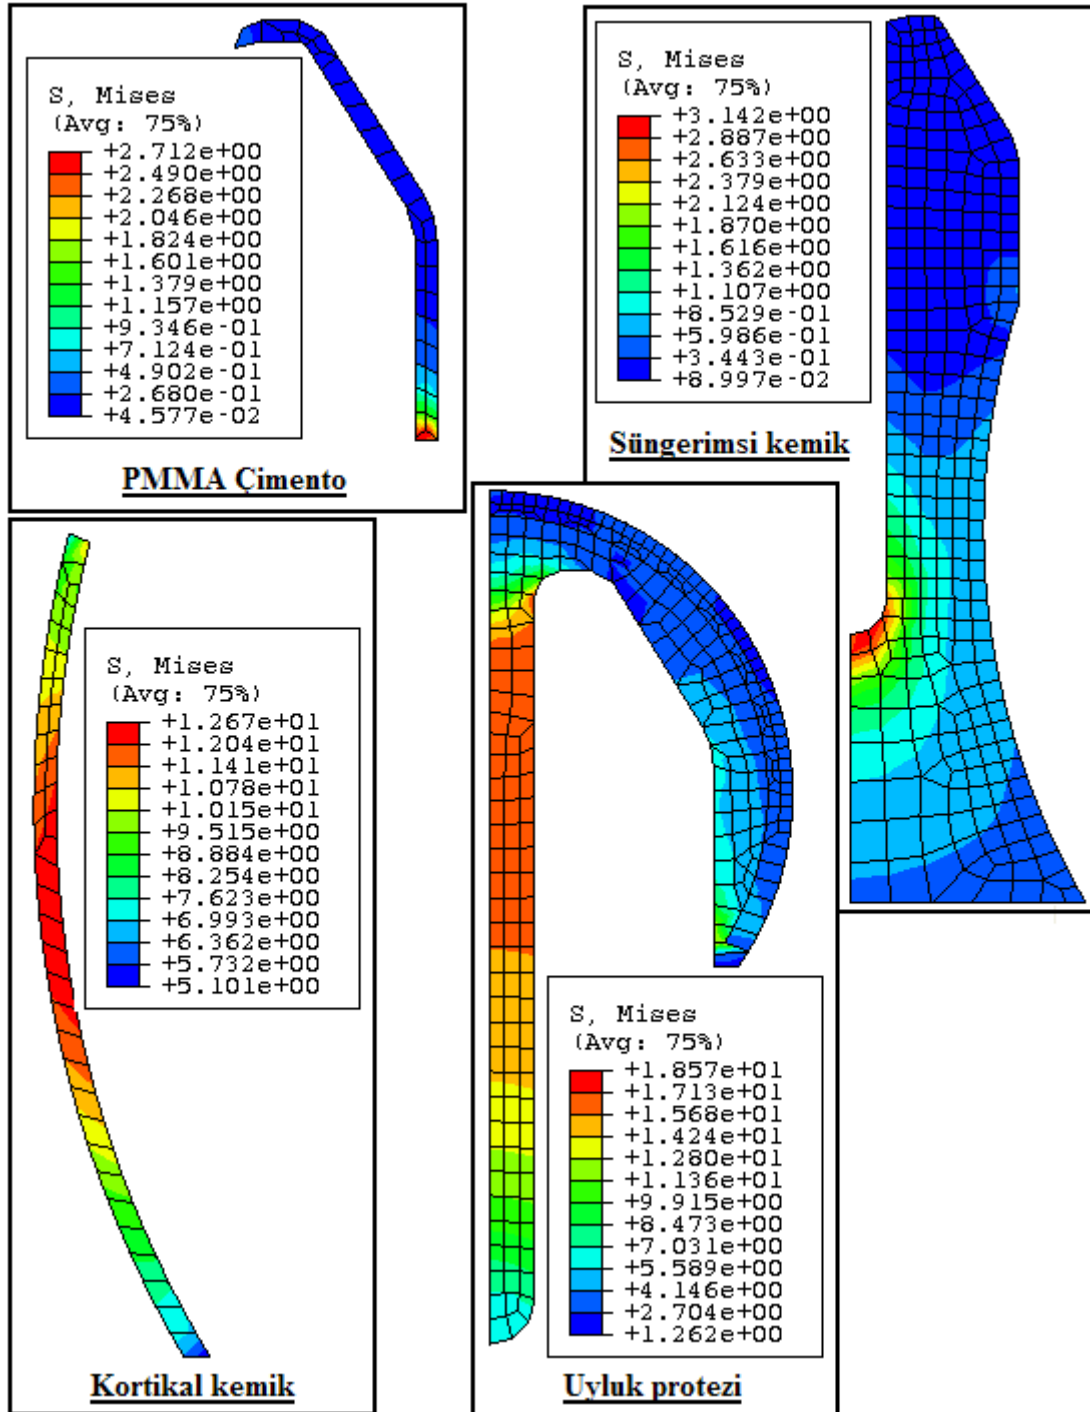 S, Mises
(Avg: 75%)
+2.712e+00
+2.490e+00
+2.268e+00
+2.046e+00
+1.824e+00
+1.601e+00
+1.379e+00
+1.157e+00
+9.346e-01
+7.124e-01
+4.902e-01
+2.680e-01
+4.577e-02
PMMA Çimento
S, Mises
(Avg: 75%)
+3.142e+00
+2.887e+00
+2.633e+00
+2.379e+00
+2.124e+00
+1.870e+00
+1.616e+00
+1.362e+00
+1.107e+00
+8.529e-01
+5.986e-01
+3.443e-01
+8.997e-02
Süngerimsi kemik
S, Mises
(Avg: 75%)
+1.267e+01
+1.204e+01
+1.141e+01
+1.078e+01
+1.015e+01
+9.515e+00
+8.884e+00
+8.254e+00
+7.623e+00
+6.993e+00
+6.362e+00
+5.732e+00
+5.101e+00
Kortikal kemik
S, Mises
(Avg: 75%)
+1.857e+01
+1.713e+01
+1.568e+01
+1.424e+01
+1.280e+01
+1.136e+01
+9.915e+00
+8.473e+00
+7.031e+00
+5.589e+00
+4.146e+00
+2.704e+00
+1.262e+00
Uyluk protezi